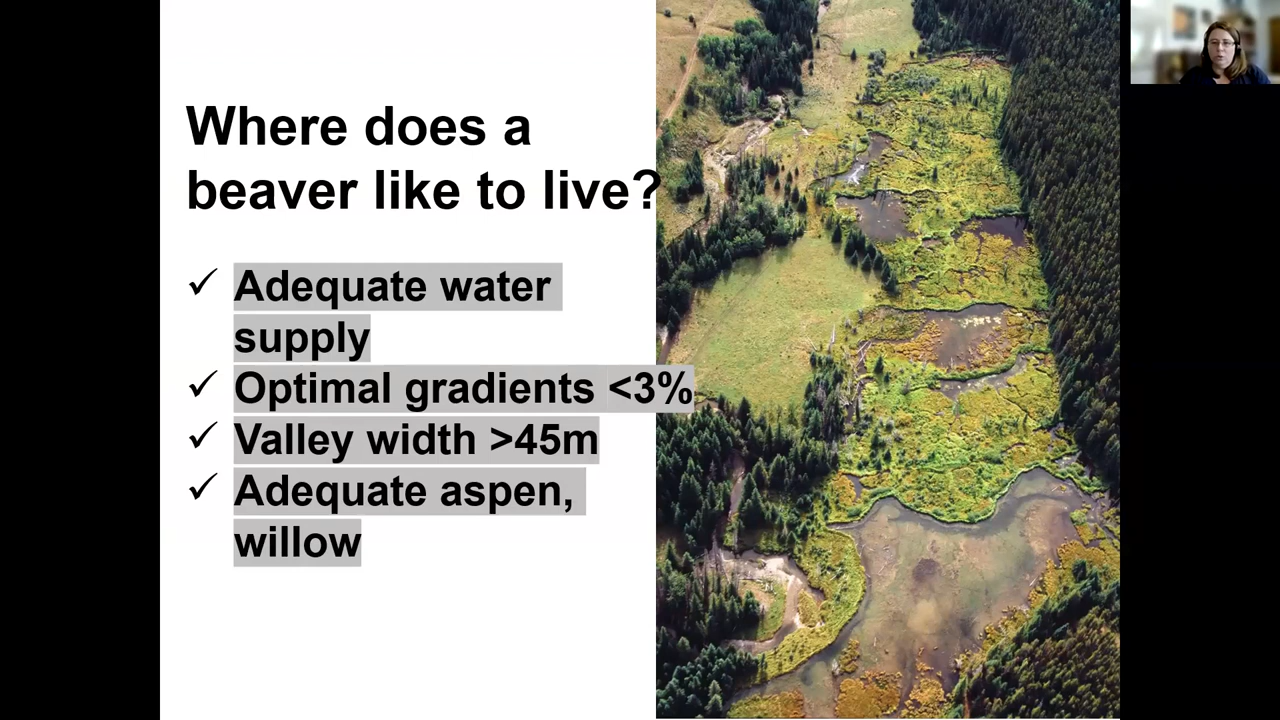 Where does a
beaver like to live?
✓ Adequate water
supply
✓ Optimal gradients <3%
✓ Valley width >45m
✓ Adequate aspen,
willow